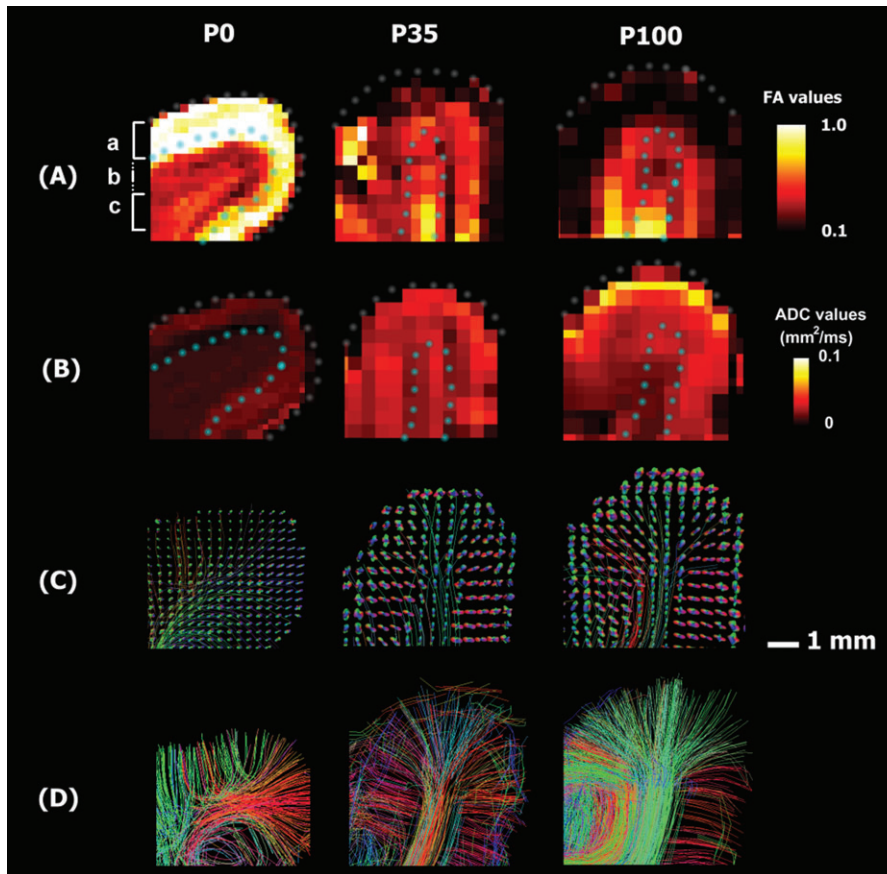 P0 P35 P100
FA values
1.0
0.1
(A)
a
b
c
(B)
ADC values
(mm²/ms)
0.1
0
(C)
1 mm
(D)